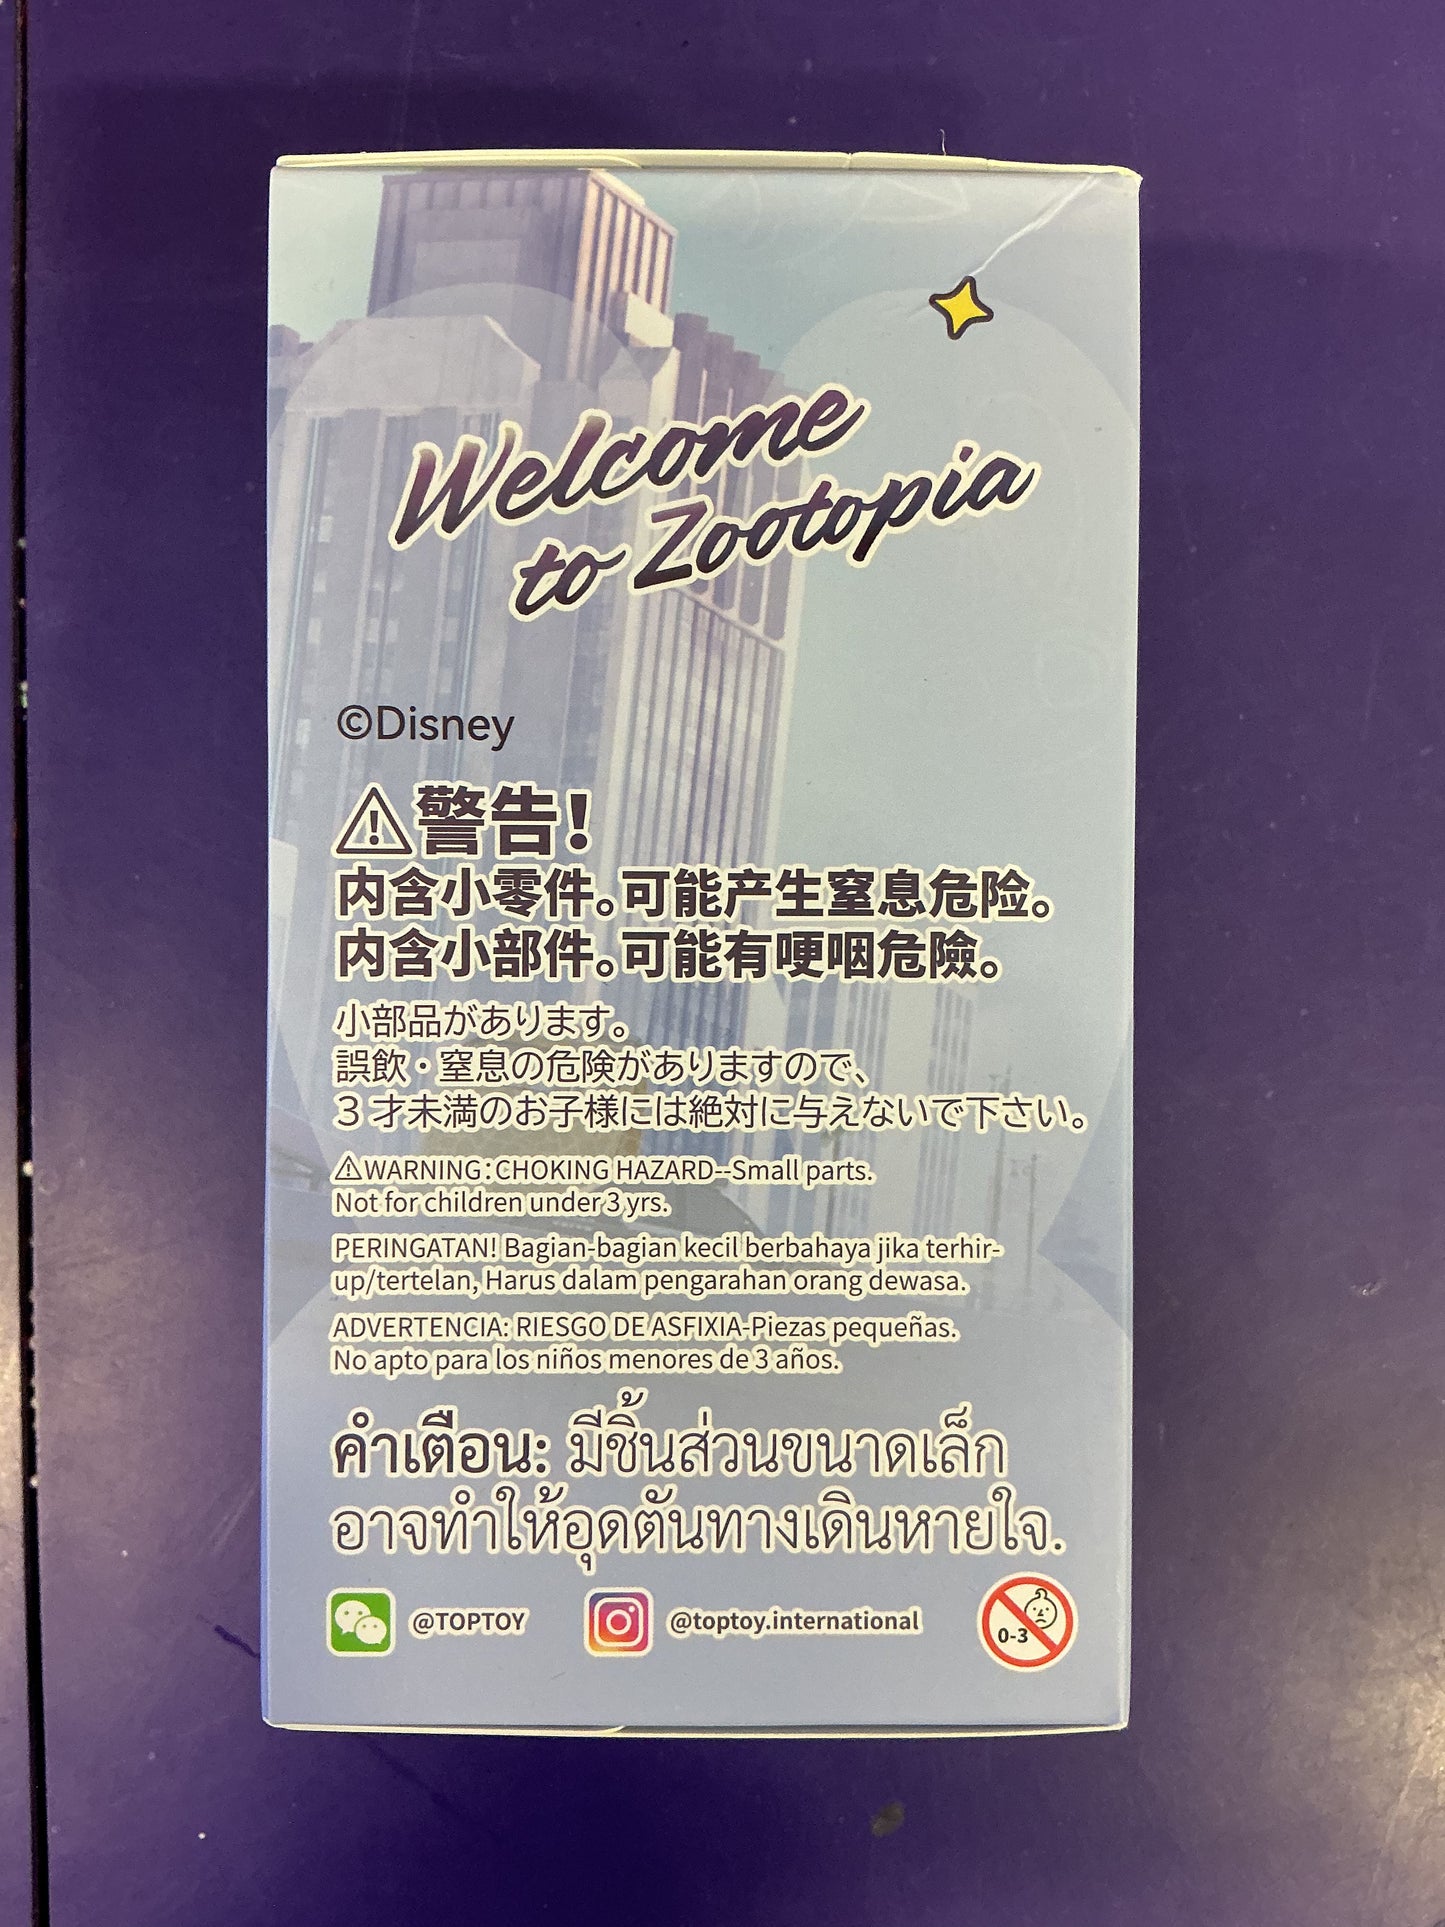 Welcome
to Zootopia
©Disney
⚠警告！
内含小零件。可能产生窒息危险。
内含小部件。可能有哽咽危險。
小部品があります。
誤飲・窒息の危険がありますので、
３才未満のお子様には絶対に与えないで下さい。
⚠WARNING:CHOKING HAZARD--Small parts.
Not for children under 3 yrs.
PERINGATAN! Bagian-bagian kecil berbahaya jika terhir-
up/tertelan, Harus dalam pengarahan orang dewasa.
ADVERTENCIA: RIESGO DE ASFIXIA-Piezas pequeñas.
No apto para los niños menores de 3 años.
คำเตือน: มีชิ้นส่วนขนาดเล็ก
อาจทำให้อุดตันทางเดินหายใจ.
@TOPTOY @toptoy.international 0-3